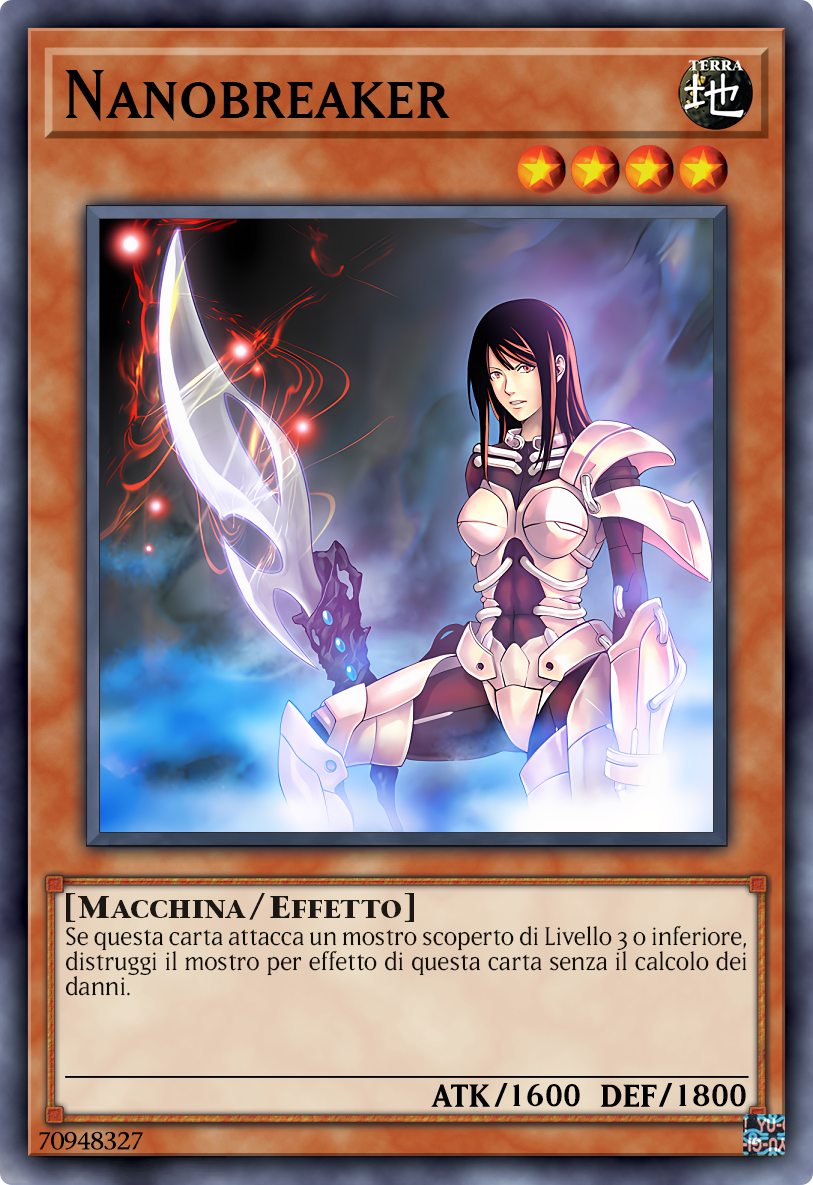 Nanobreaker
TERRA
地
[Macchina/Effetto]
Se questa carta attacca un mostro scoperto di Livello 3 o inferiore,
distruggi il mostro per effetto di questa carta senza il calcolo dei
danni.
ATK/1600 DEF/1800
70948327